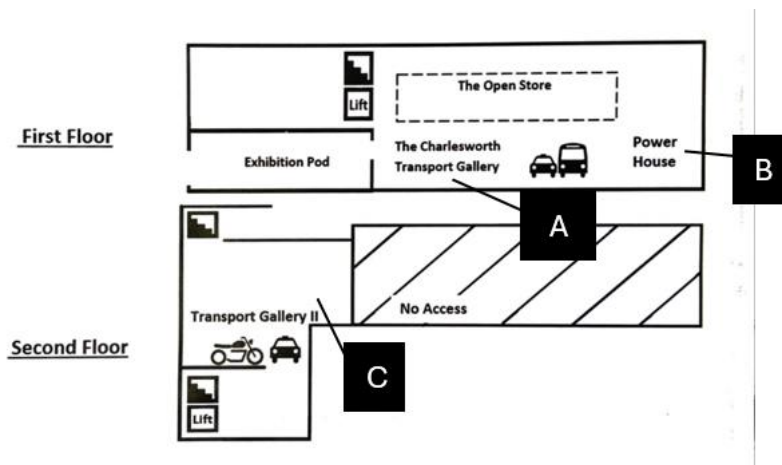 Lift
The Open Store
First Floor
Exhibition Pod
The Charlesworth
Transport Gallery
Power
House
B
A
Transport Gallery II
No Access
Second Floor
C
Lift